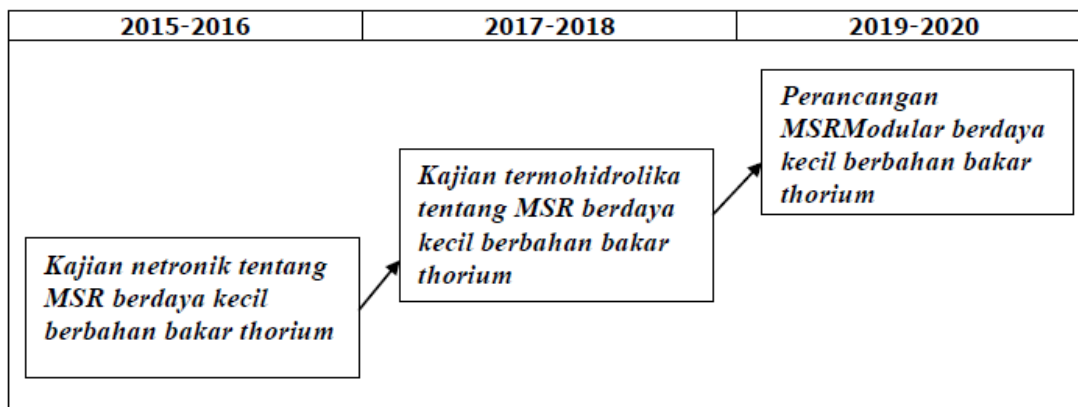 2015-2016
2017-2018
2019-2020
Perancangan
MSRModular berdaya
kecil berbahan bakar
thorium
Kajian termohidrolika
tentang MSR berdaya
kecil berbahan bakar
thorium
Kajian netronik tentang
MSR berdaya kecil
berbahan bakar thorium